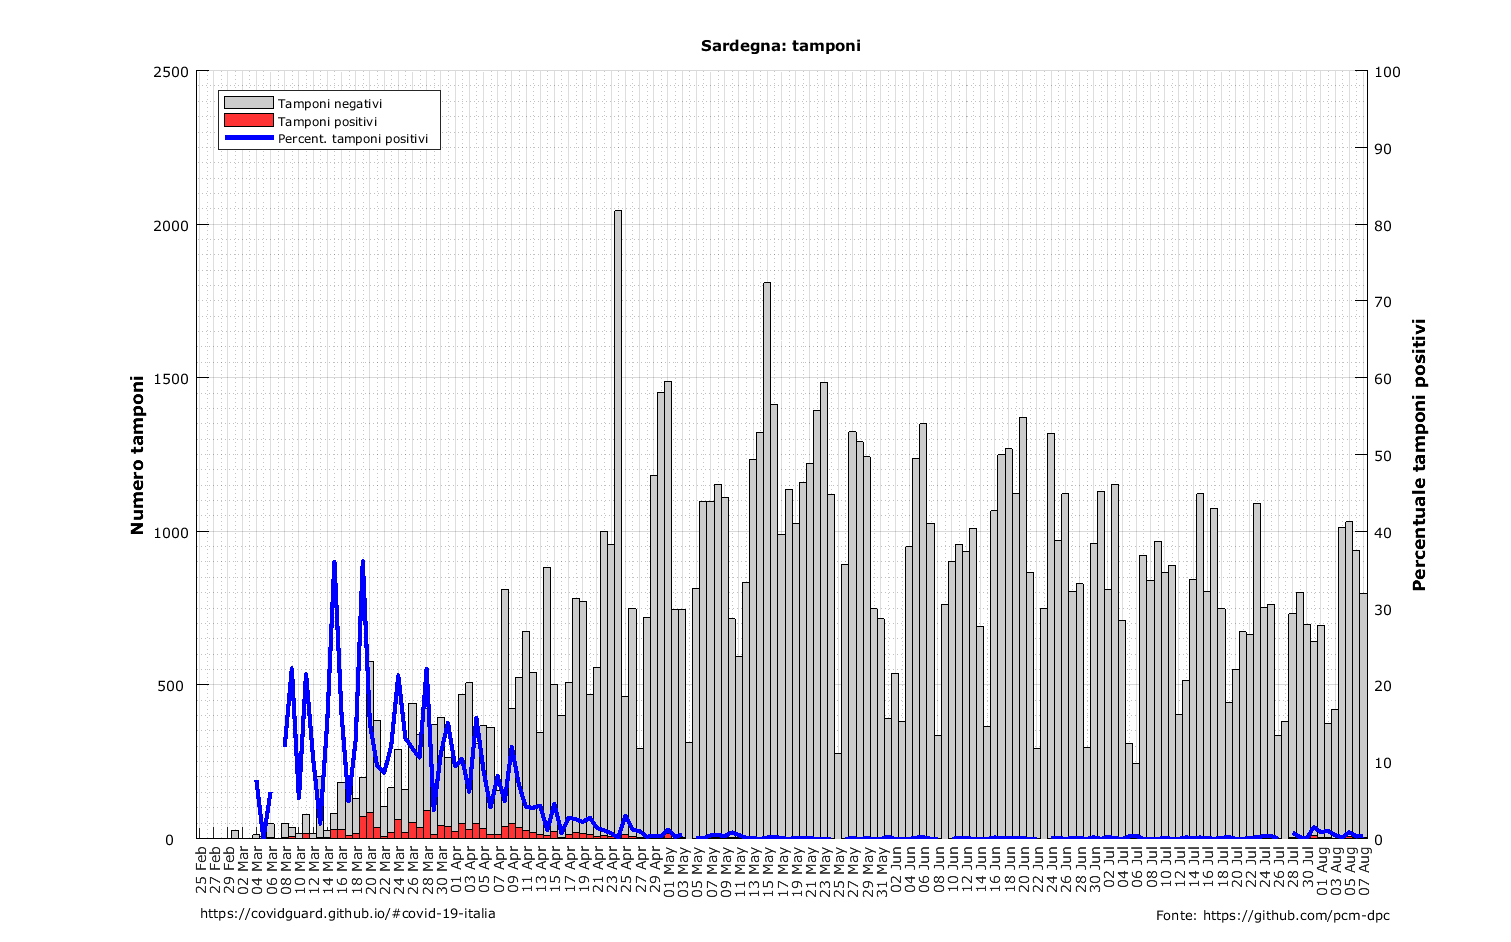 Sardegna: tamponi
Tamponi negativi
Tamponi positivi
Percent. tamponi positivi
Numero tamponi
2500
2000
1500
1000
500
0
Percentuale tamponi positivi
100
90
80
70
60
50
40
30
20
10
0
25 Feb
27 Feb
29 Feb
02 Mar
04 Mar
06 Mar
08 Mar
10 Mar
12 Mar
14 Mar
16 Mar
18 Mar
20 Mar
22 Mar
24 Mar
26 Mar
28 Mar
30 Mar
01 Apr
03 Apr
05 Apr
07 Apr
09 Apr
11 Apr
13 Apr
15 Apr
17 Apr
19 Apr
21 Apr
23 Apr
25 Apr
27 Apr
29 Apr
01 May
03 May
05 May
07 May
09 May
11 May
13 May
15 May
17 May
19 May
21 May
23 May
25 May
27 May
29 May
31 May
02 Jun
04 Jun
06 Jun
08 Jun
10 Jun
12 Jun
14 Jun
16 Jun
18 Jun
20 Jun
22 Jun
24 Jun
26 Jun
28 Jun
30 Jun
02 Jul
04 Jul
06 Jul
08 Jul
10 Jul
12 Jul
14 Jul
16 Jul
18 Jul
20 Jul
22 Jul
24 Jul
26 Jul
28 Jul
30 Jul
01 Aug
03 Aug
05 Aug
07 Aug
https://covidguard.github.io/#covid-19-italia
Fonte: https://github.com/pcm-dpc